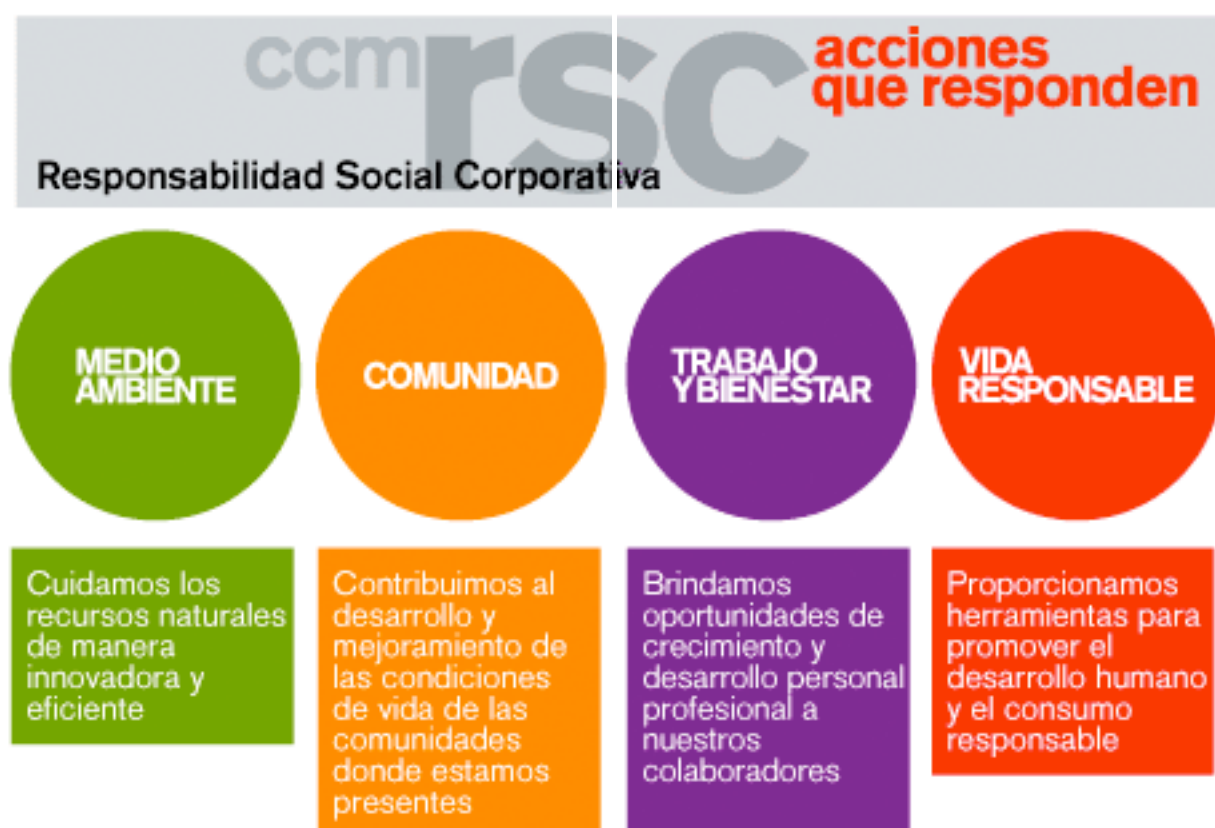 ccmrsc
acciones
que responden
Responsabilidad Social Corporativa
MEDIO
AMBIENTE
COMUNIDAD
TRABAJO
Y BIENESTAR
VIDA
RESPONSABLE
Cuidamos los
recursos naturales
de manera
innovadora y
eficiente
Contribuimos al
desarrollo y
mejoramiento de
las condiciones
de vida de las
comunidades
donde estamos
presentes
Brindamos
oportunidades de
crecimiento y
desarrollo personal
profesional a
nuestros
colaboradores
Proporcionamos
herramientas para
promover el
desarrollo humano
y el consumo
responsable